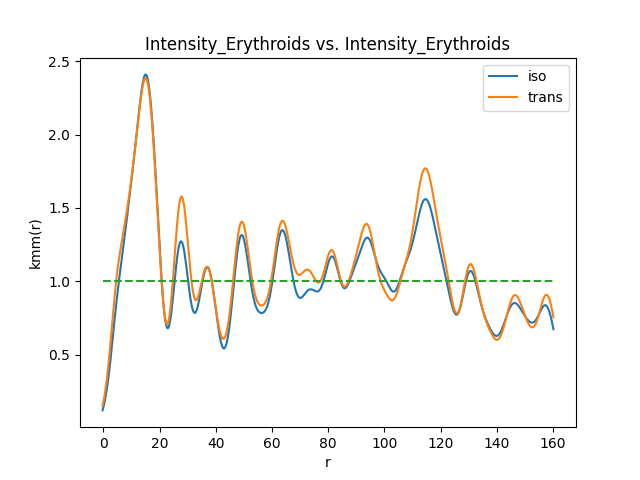 Intensity_Erythroids vs. Intensity_Erythroids
iso
trans
2.5
2.0
1.5
1.0
0.5
kmm(r)
0 20 40 60 80 100 120 140 160
r